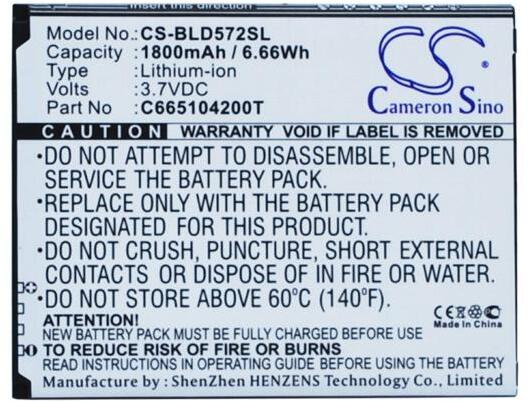 Model No.: CS-BLD572SL
Capacity: 1800mAh / 6.66Wh
Type: Lithium-ion
Volts: 3.7VDC
Part No.: C665104200T
CS
Cameron Sino
CAUTION WARRANTY VOID IF LABEL IS REMOVED
•DO NOT ATTEMPT TO DISASSEMBLE, OPEN OR
SERVICE THE BATTERY PACK.
•REPLACE ONLY WITH THE BATTERY PACK
DESIGNATED FOR THIS PRODUCT.
•DO NOT CRUSH, PUNCTURE, SHORT EXTERNAL
CONTACTS OR DISPOSE OF IN FIRE OR WATER.
•DO NOT STORE ABOVE 60°C (140°F).
ATTENTION!
NEW BATTERY PACK MUST BE FULLY CHARGED BEFORE USE
TO REDUCE RISK OF FIRE OR BURNS
READ INSTRUCTIONS IN OWNER'S MANUAL BEFORE USING BATTERY
Manufacture by: ShenZhen HENZENS Technology Co., Ltd.
CE
Made In China